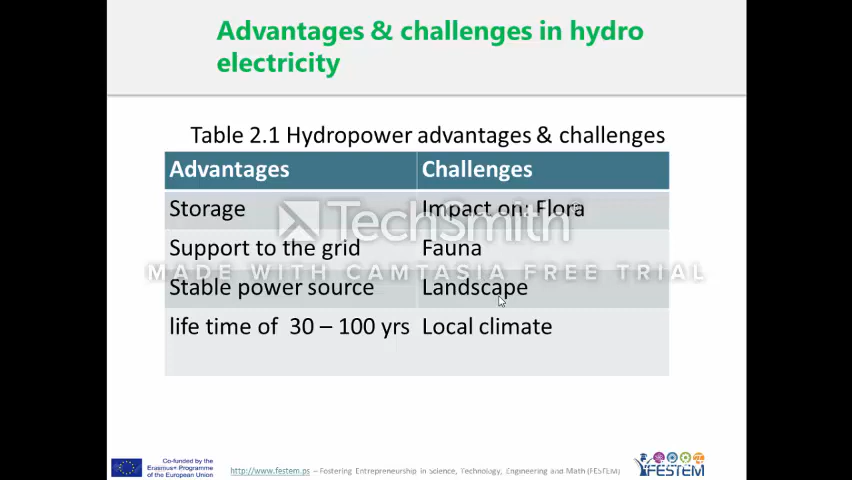 Advantages & challenges in hydro
electricity
Table 2.1 Hydropower advantages & challenges
Advantages Challenges
Storage Impact on: Flora
TechSmith
Support to the grid Fauna
MADE WITH CAMTASIA FREE TRIAL
Stable power source Landscape
life time of 30 – 100 yrs Local climate
Co-funded by the
Erasmus+ Programme
of the European Union
http://www.festem.ps – Fostering Entrepreneurship in Science, Technology, Engineering and Math (FESTEM)
FESTEM